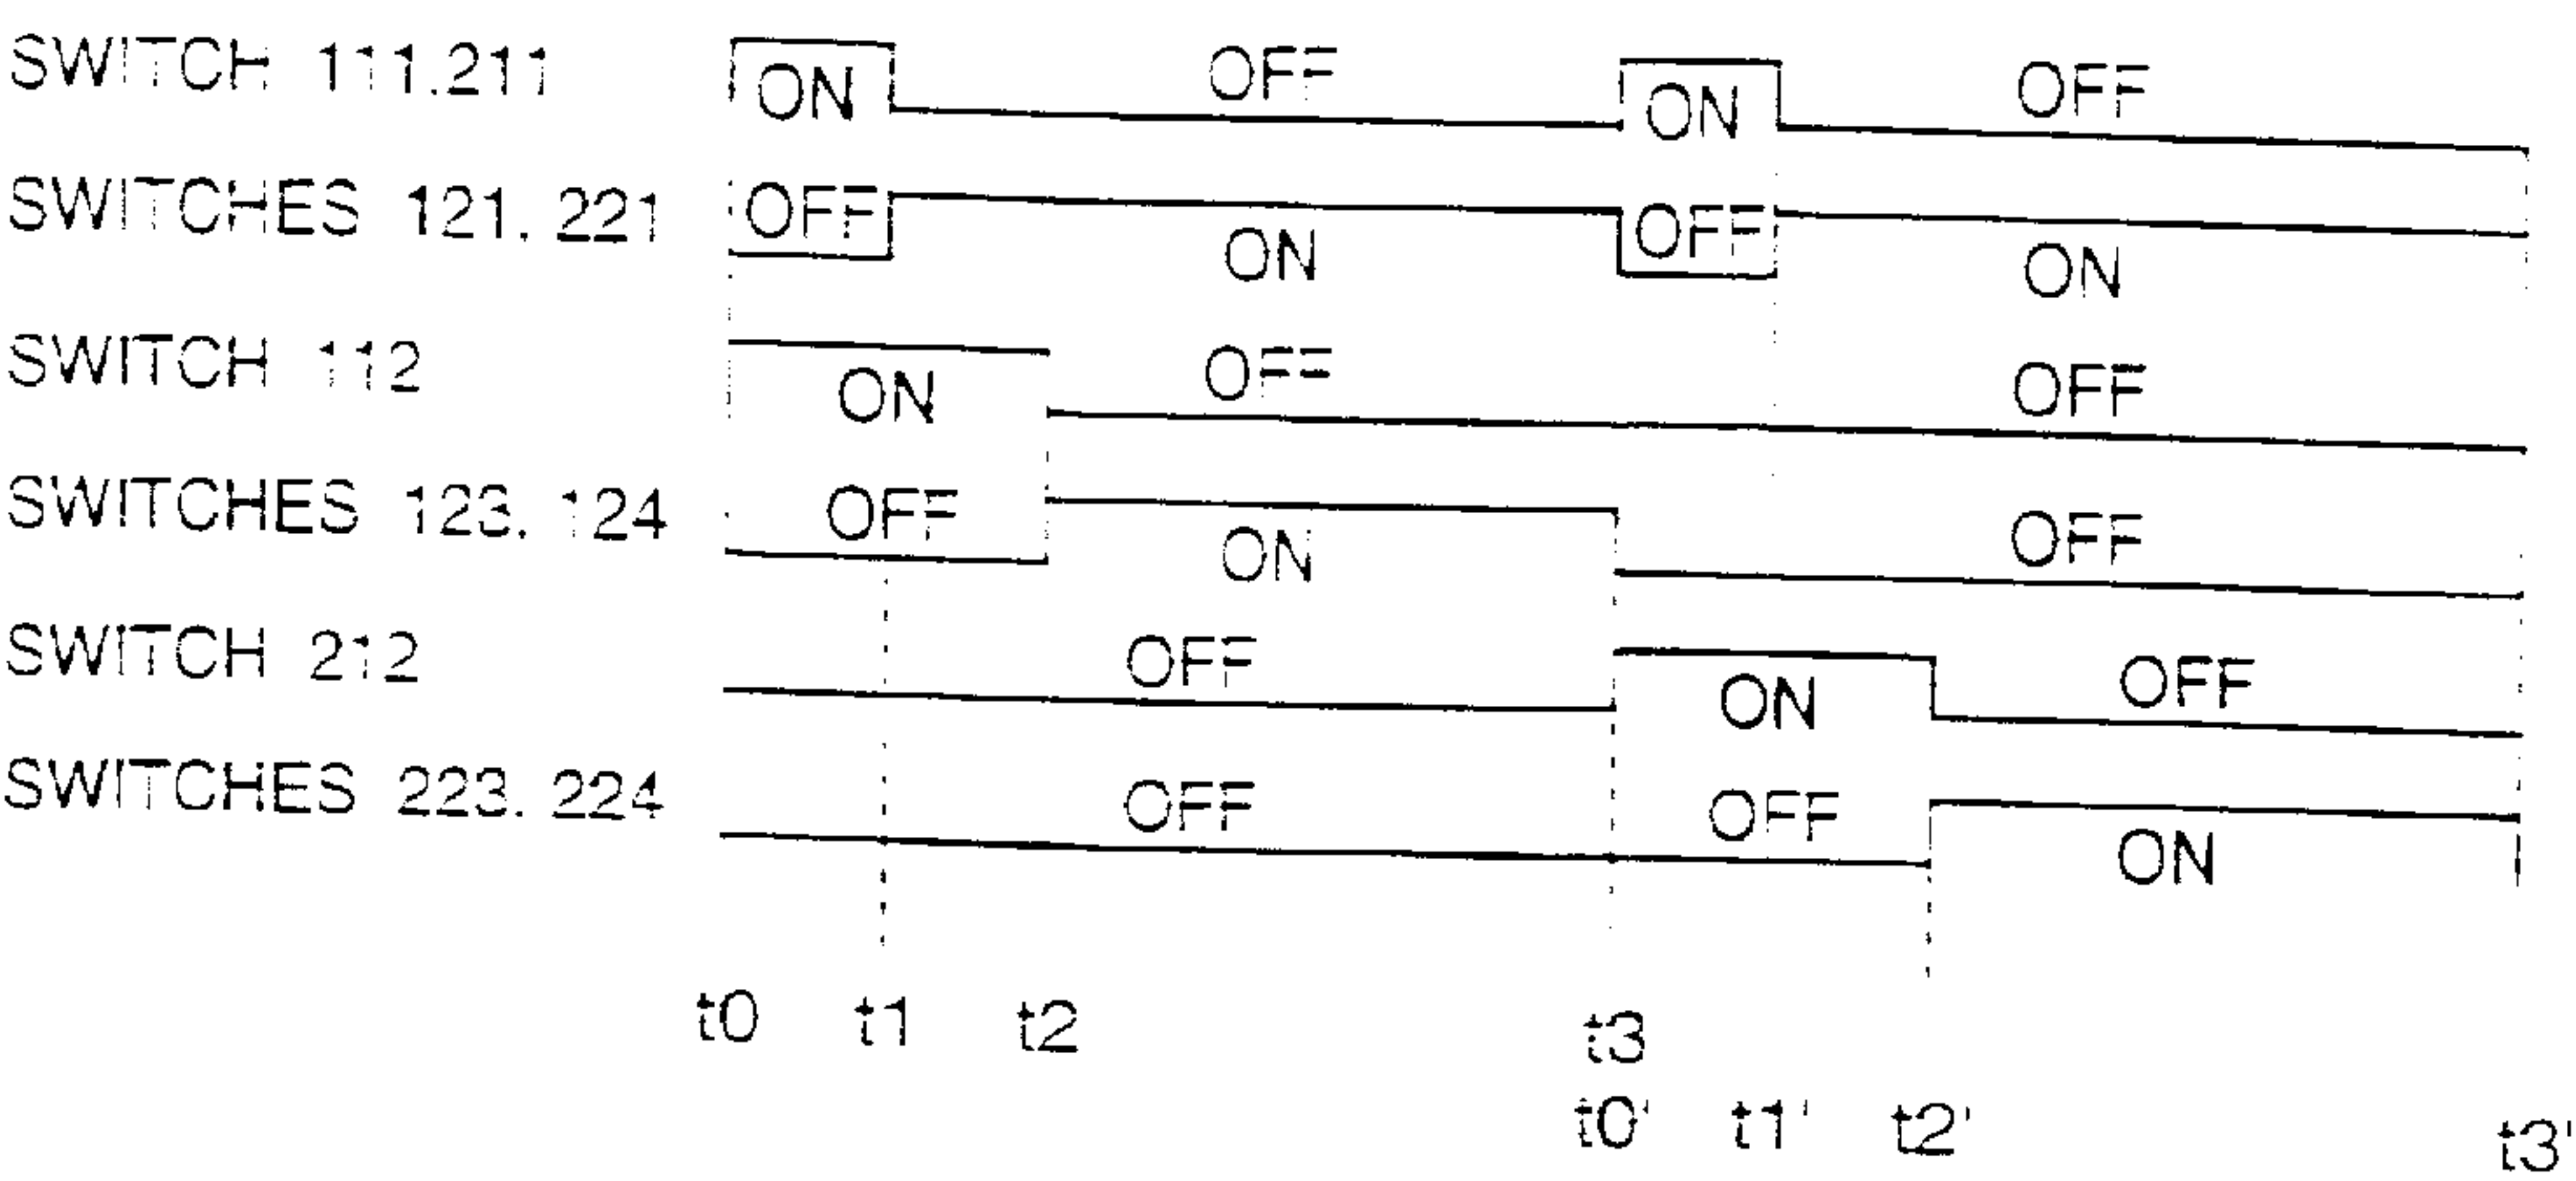 SWITCH 111.211 ON OFF ON OFF
SWITCHES 121. 221 OFF ON OFF ON
SWITCH 112 ON OFF OFF
SWITCHES 123. 124 OFF ON OFF
SWITCH 212 OFF ON OFF
SWITCHES 223. 224 OFF OFF ON
t0 t1 t2 t3
t0' t1' t2' t3'